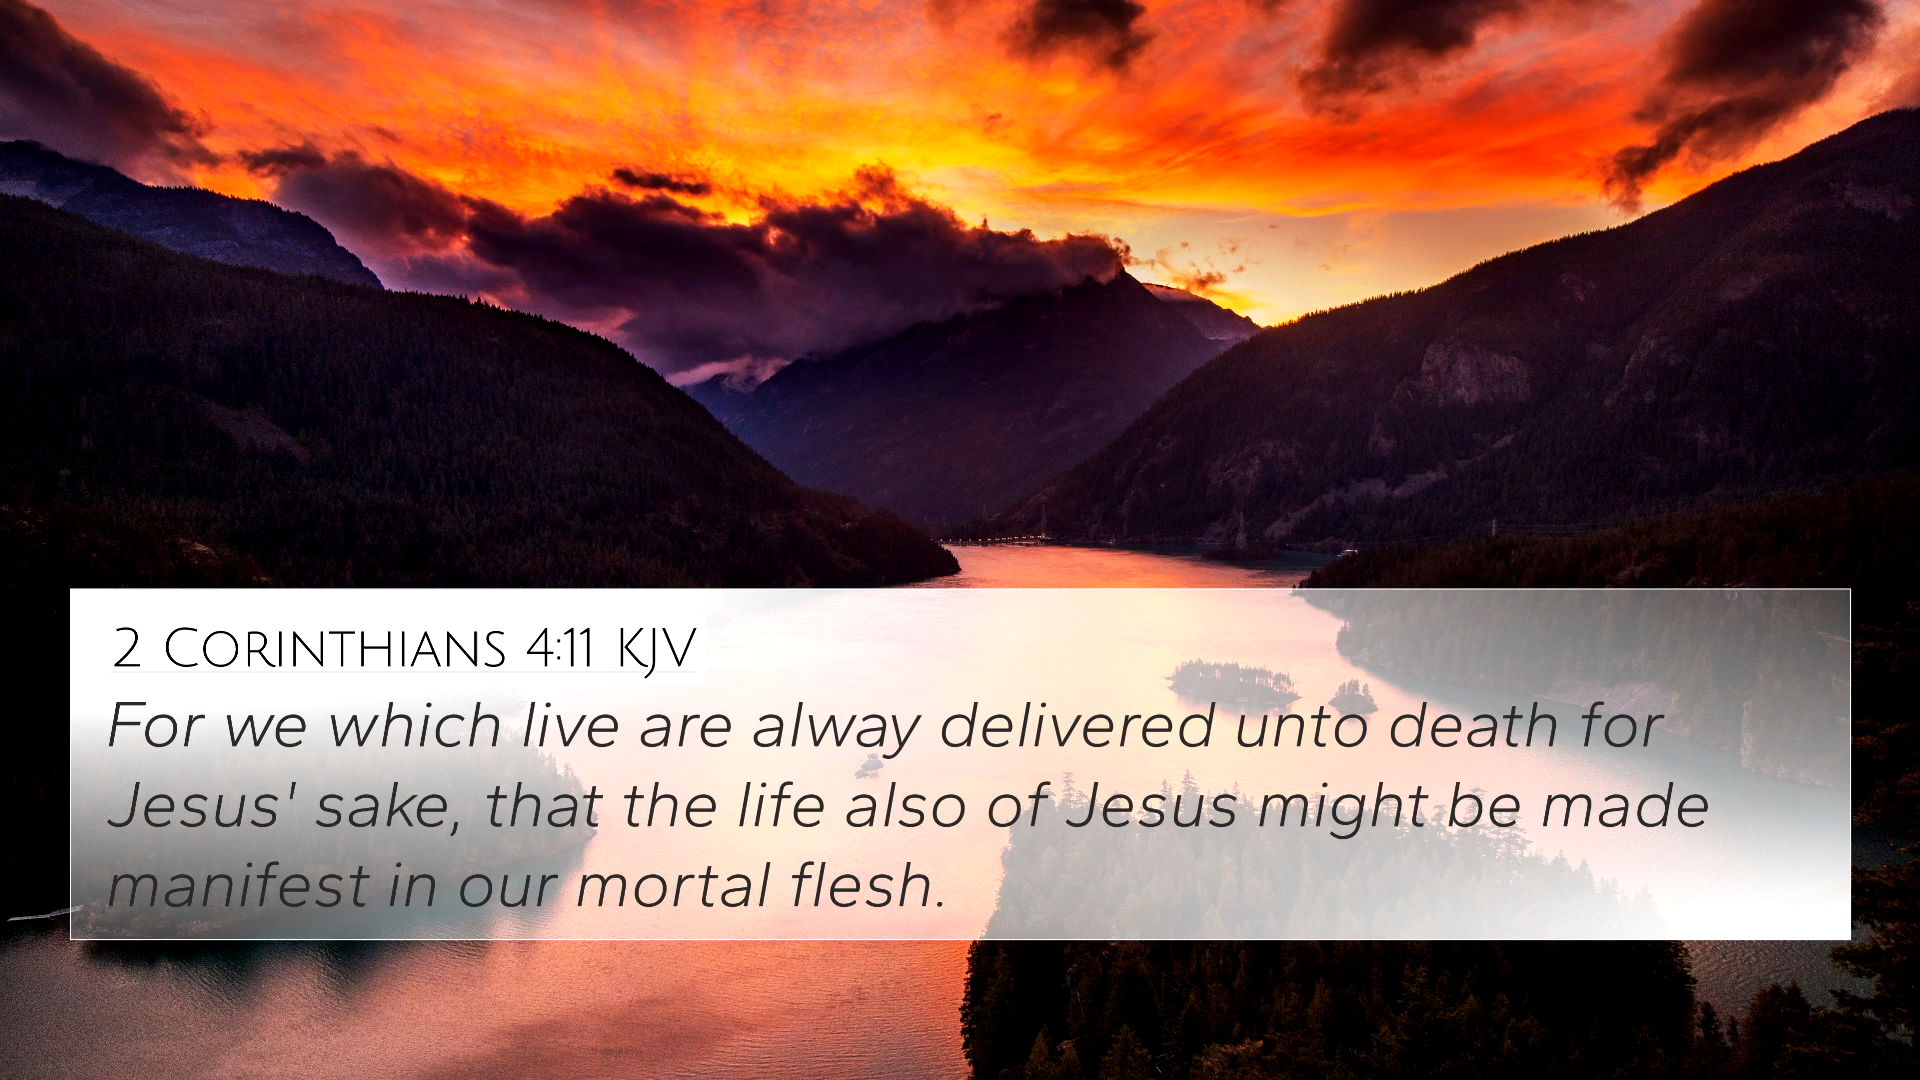 2 Corinthians 4:11 KJV
For we which live are alway delivered unto death for
Jesus' sake, that the life also of Jesus might be made
manifest in our mortal flesh.